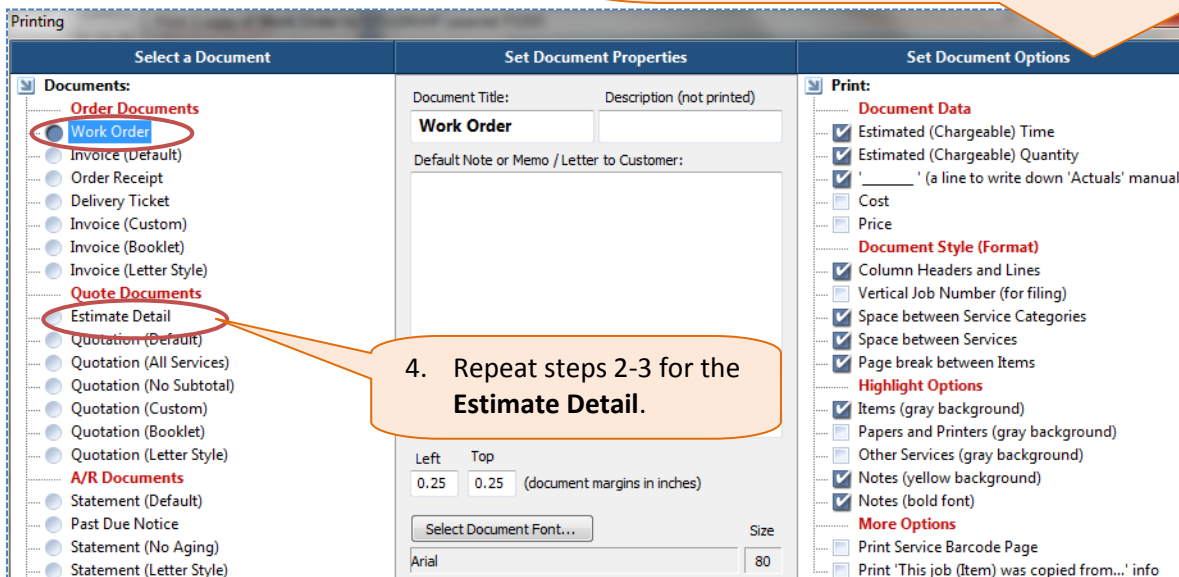 Printing
Select a Document
Set Document Properties
Set Document Options
Documents:
Order Documents
Work Order
Invoice (Default)
Order Receipt
Delivery Ticket
Invoice (Custom)
Invoice (Booklet)
Invoice (Letter Style)
Quote Documents
Estimate Detail
Quotation (Default)
Quotation (All Services)
Quotation (No Subtotal)
Quotation (Custom)
Quotation (Booklet)
Quotation (Letter Style)
A/R Documents
Statement (Default)
Past Due Notice
Statement (No Aging)
Statement (Letter Style)
Document Title:
Description (not printed)
Work Order
Default Note or Memo / Letter to Customer:
4. Repeat steps 2-3 for the
Estimate Detail.
Left Top
0.25 0.25 (document margins in inches)
Select Document Font...
Size
Arial
80
Print:
Document Data
Estimated (Chargeable) Time
Estimated (Chargeable) Quantity
'_______ ' (a line to write down 'Actuals' manual
Cost
Price
Document Style (Format)
Column Headers and Lines
Vertical Job Number (for filing)
Space between Service Categories
Space between Services
Page break between Items
Highlight Options
Items (gray background)
Papers and Printers (gray background)
Other Services (gray background)
Notes (yellow background)
Notes (bold font)
More Options
Print Service Barcode Page
Print 'This job (Item) was copied from...' info